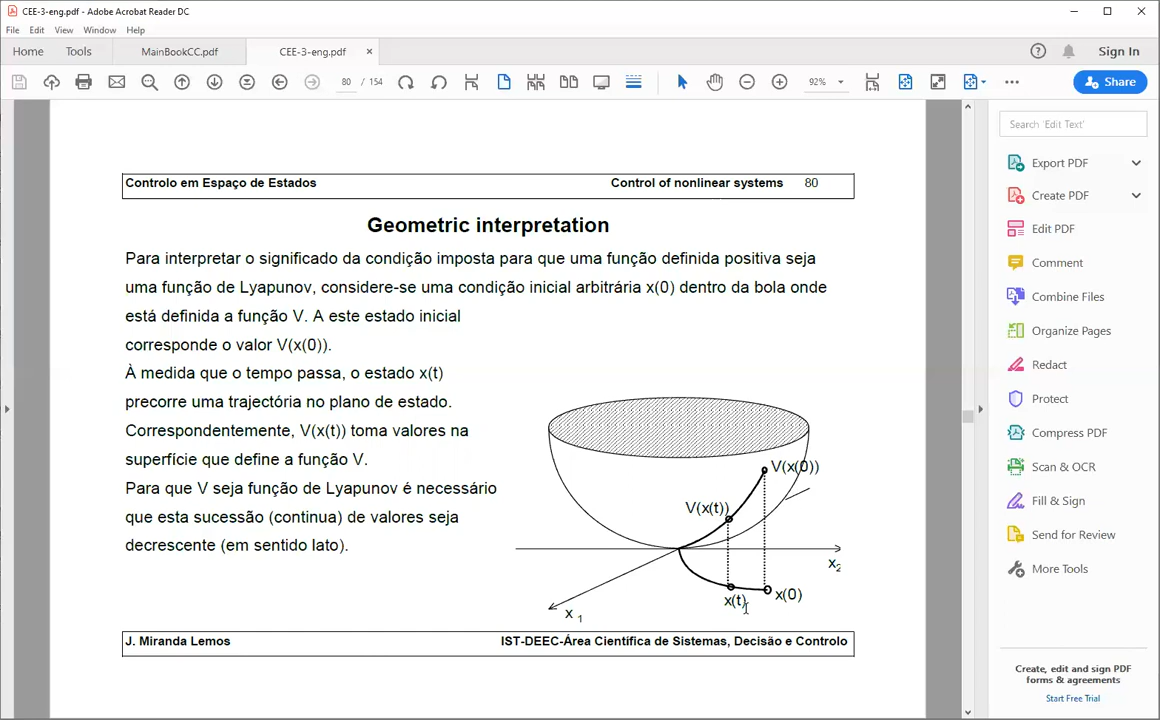 CEE-3-eng.pdf - Adobe Acrobat Reader DC
File Edit View Window Help
Home Tools MainBookCC.pdf CEE-3-eng.pdf × Sign In
80 / 154 92% Share
Search 'Edit Text'
Export PDF
Create PDF
Edit PDF
Comment
Combine Files
Organize Pages
Redact
Protect
Compress PDF
Scan & OCR
Fill & Sign
Send for Review
More Tools
Create, edit and sign PDF
forms & agreements
Start Free Trial
Controlo em Espaço de Estados Control of nonlinear systems 80
Geometric interpretation
Para interpretar o significado da condição imposta para que uma função definida positiva seja
uma função de Lyapunov, considere-se uma condição inicial arbitrária x(0) dentro da bola onde
está definida a função V. A este estado inicial
corresponde o valor V(x(0)).
À medida que o tempo passa, o estado x(t)
precorre uma trajectória no plano de estado.
Correspondentemente, V(x(t)) toma valores na
superfície que define a função V.
Para que V seja função de Lyapunov é necessário
que esta sucessão (continua) de valores seja
decrescente (em sentido lato).
V(x(0))
V(x(t))
x2
x(t)
x(0)
x 1
J. Miranda Lemos IST-DEEC-Área Científica de Sistemas, Decisão e Controlo